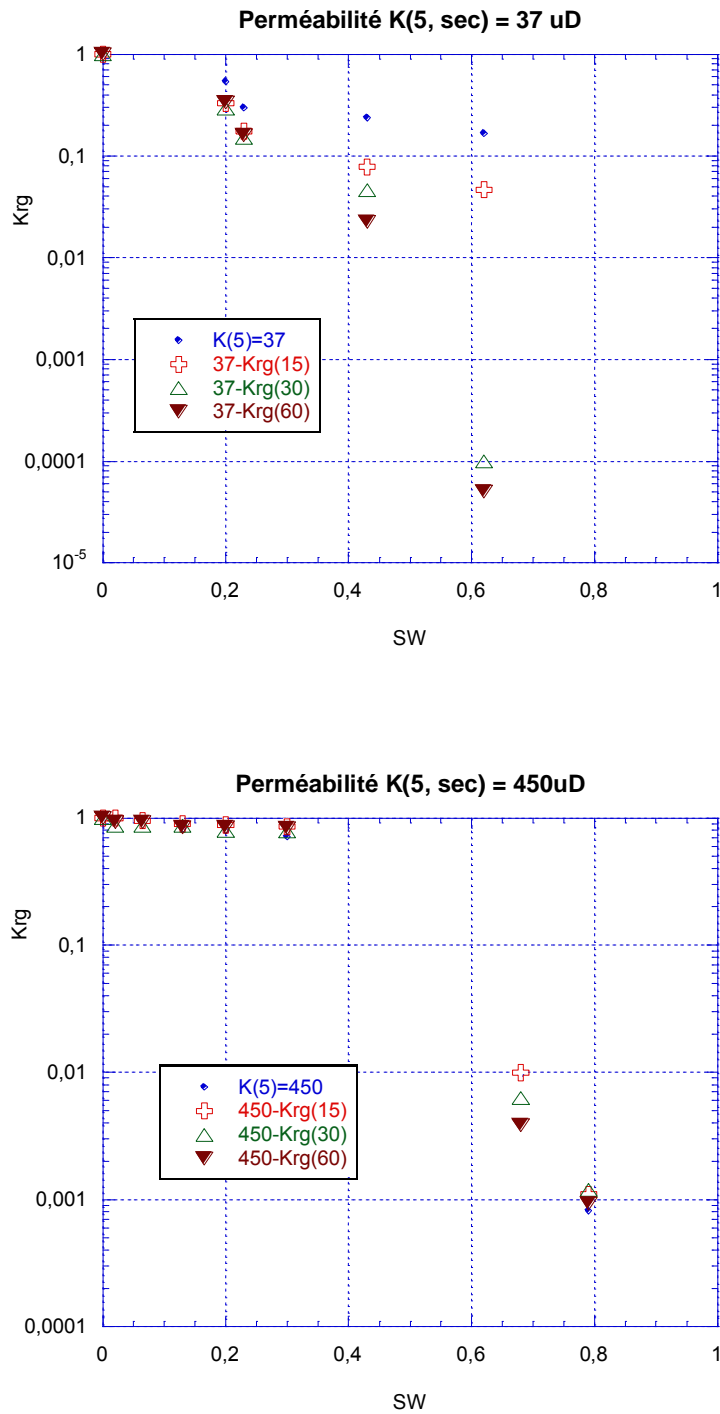 Perméabilité K(5, sec) = 37 uD
1
0,1
0,01
0,001
0,0001
10-5
Krg
K(5)=37
37-Krg(15)
37-Krg(30)
37-Krg(60)
0
0,2
0,4
0,6
0,8
1
SW
Perméabilité K(5, sec) = 450uD
1
0,1
0,01
0,001
0,0001
Krg
K(5)=450
450-Krg(15)
450-Krg(30)
450-Krg(60)
0
0,2
0,4
0,6
0,8
1
SW